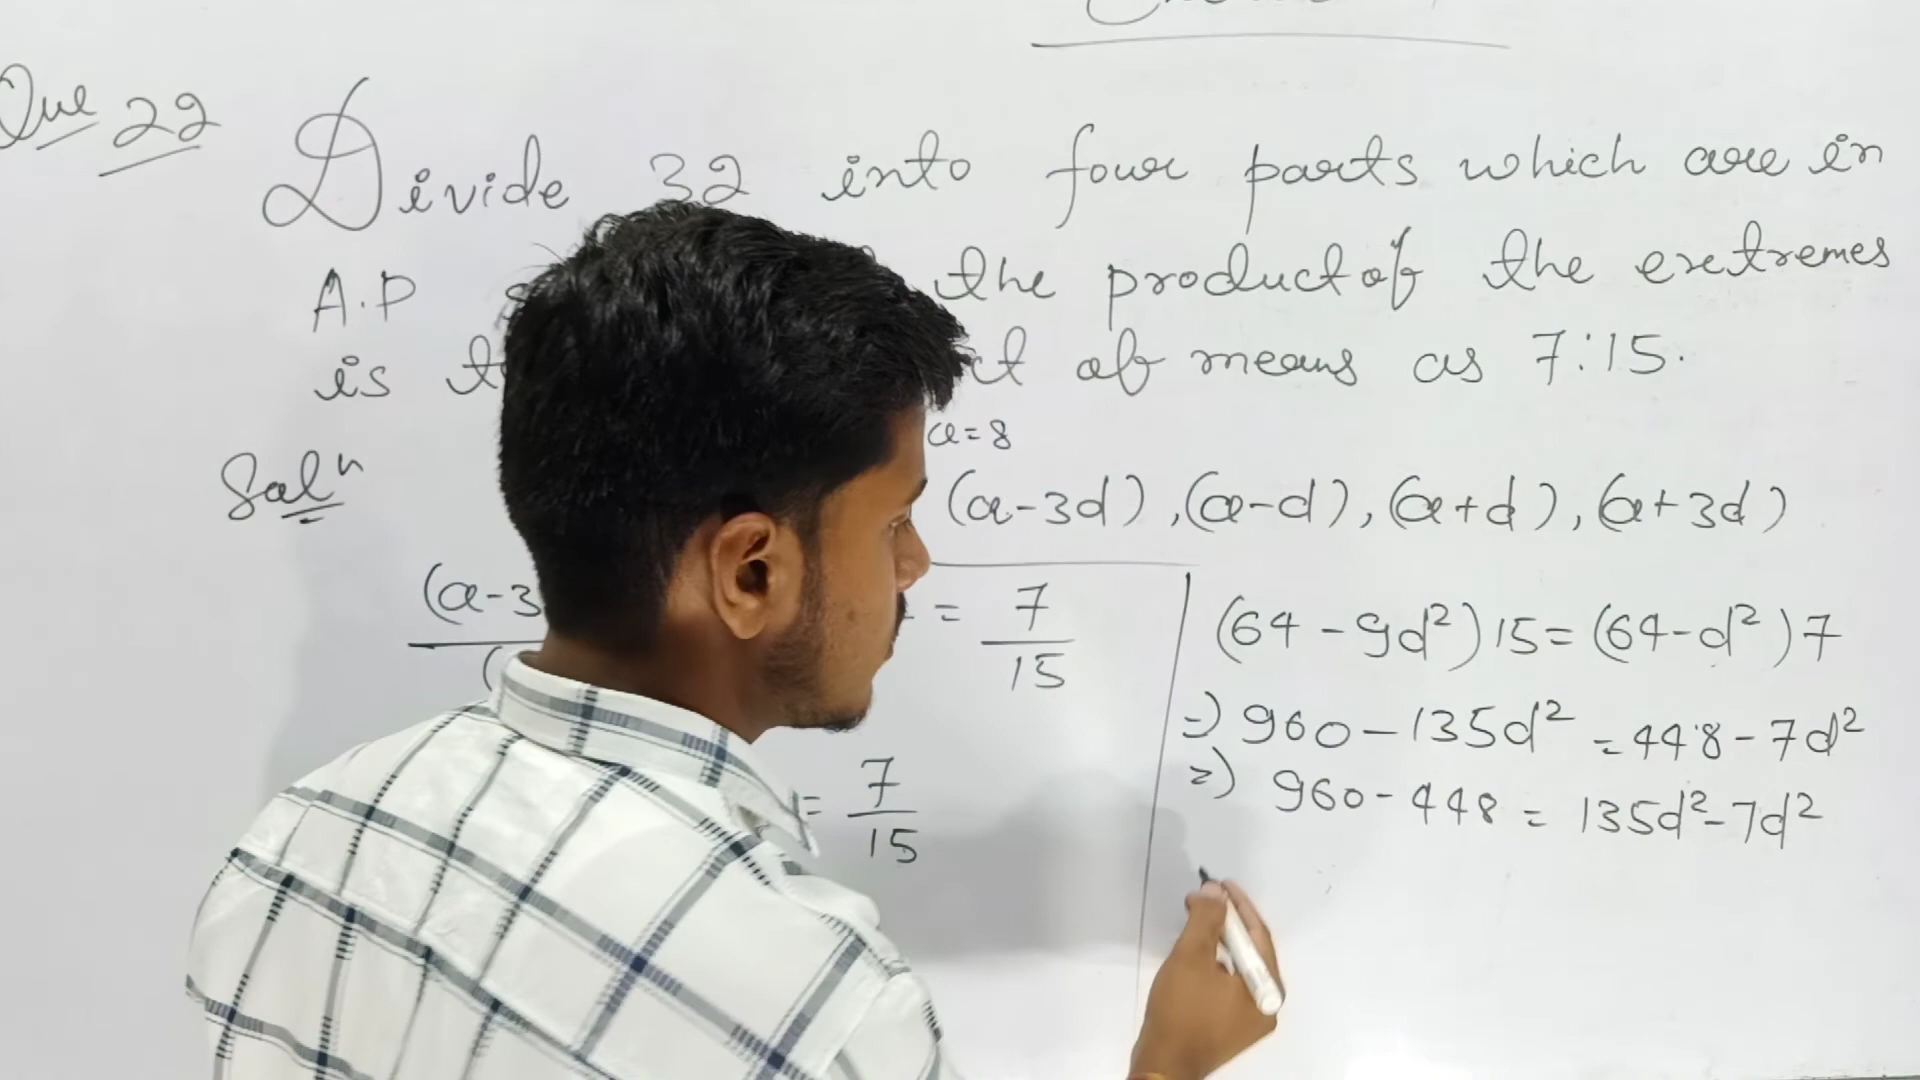 Que 22 Divide 32 into four parts which are in
A.P the product of the extremes
is of means as 7:15.
a=8
Solⁿ (a-3d), (a-d), (a+d), (a+3d)
(a-3 = 7/15
= 7/15
(64 - 9d²)15 = (64-d²)7
=) 960 - 135d² = 448 - 7d²
=) 960 - 448 = 135d² - 7d²